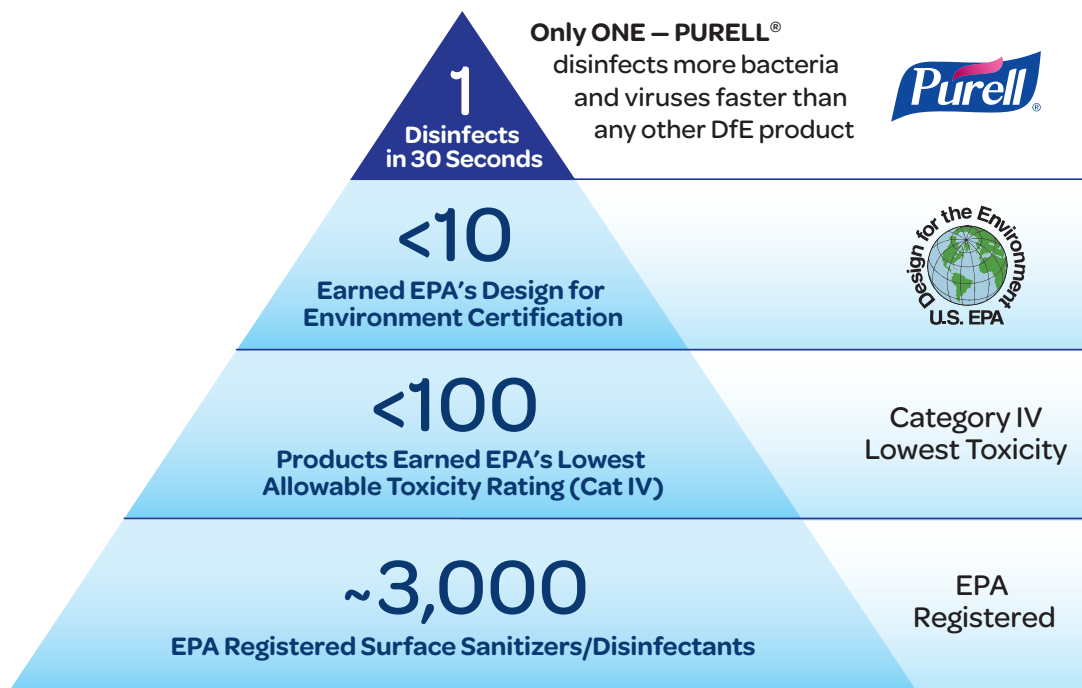 1
Disinfects
in 30 Seconds
Only ONE — PURELL®
disinfects more bacteria
and viruses faster than
any other DfE product
Purell®
<10
Earned EPA's Design for
Environment Certification
Design for the Environment
U.S. EPA
<100
Products Earned EPA's Lowest
Allowable Toxicity Rating (Cat IV)
Category IV
Lowest Toxicity
~3,000
EPA Registered Surface Sanitizers/Disinfectants
EPA
Registered